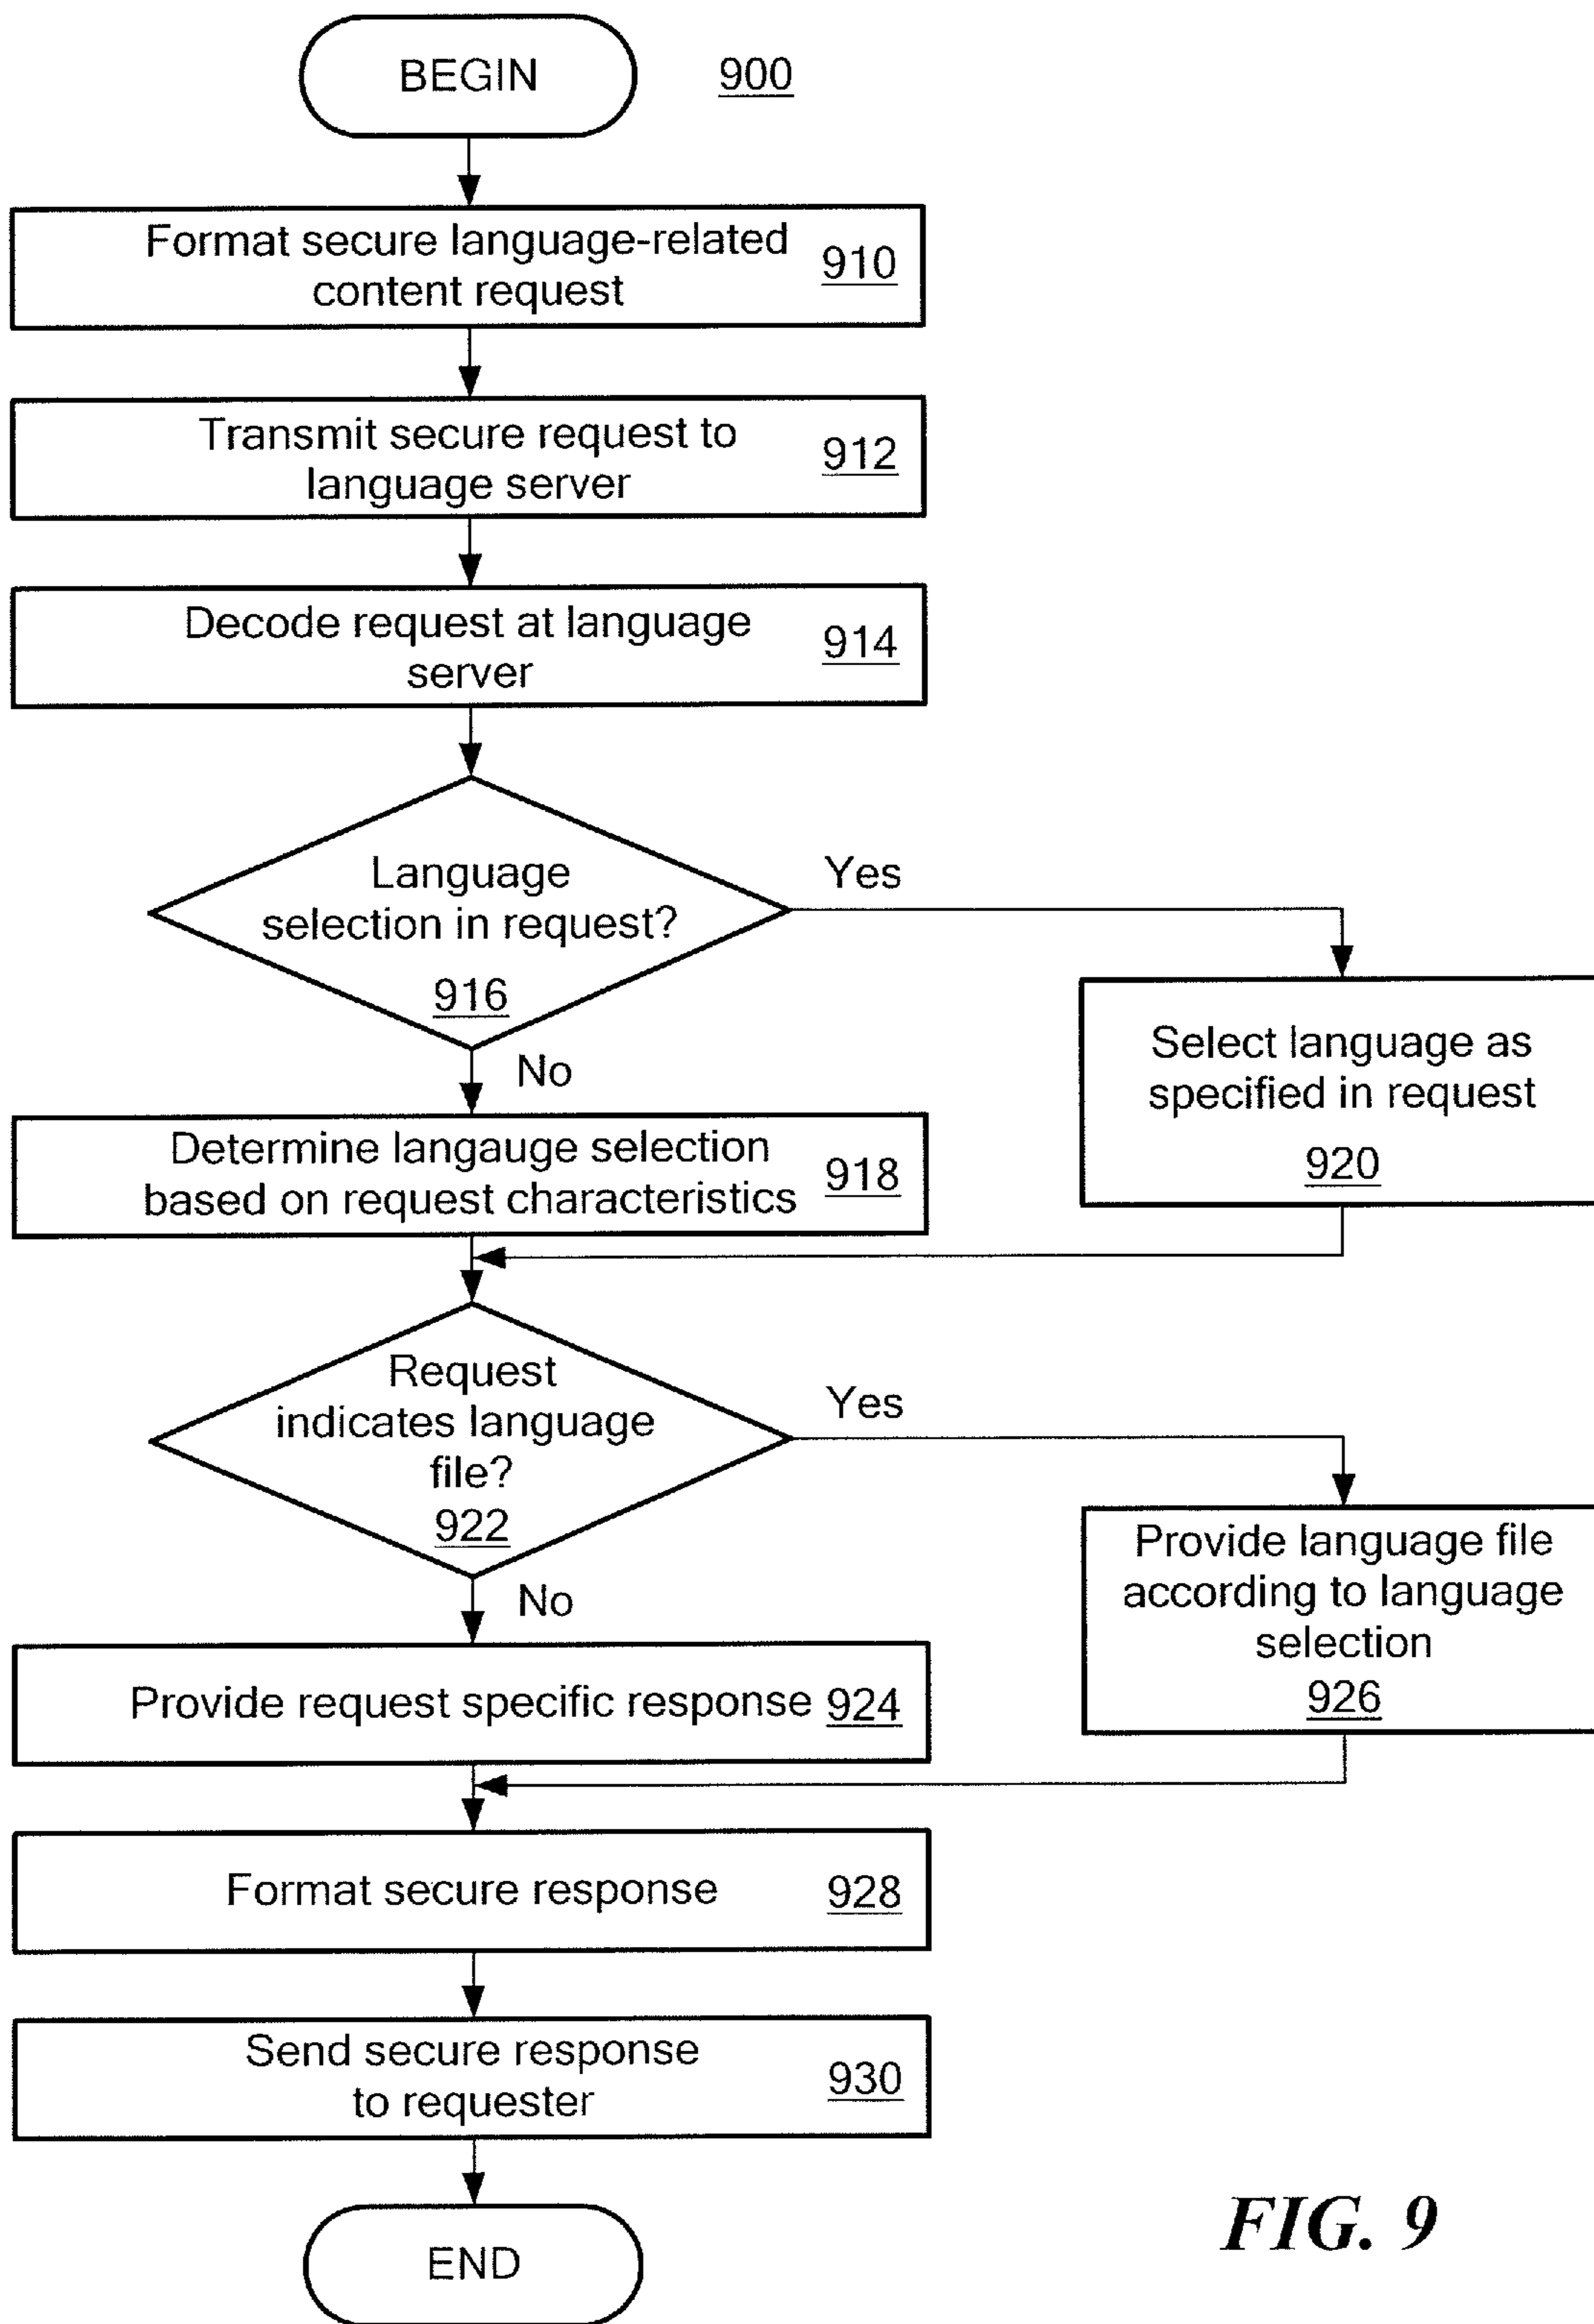 BEGIN
900
Format secure language-related
content request
910
Transmit secure request to
language server
912
Decode request at language
server
914
Language
selection in request?
916
Yes
No
Select language as
specified in request
920
Determine langauge selection
based on request characteristics
918
Request
indicates language
file?
922
Yes
No
Provide language file
according to language
selection
926
Provide request specific response
924
Format secure response
928
Send secure response
to requester
930
END
FIG. 9